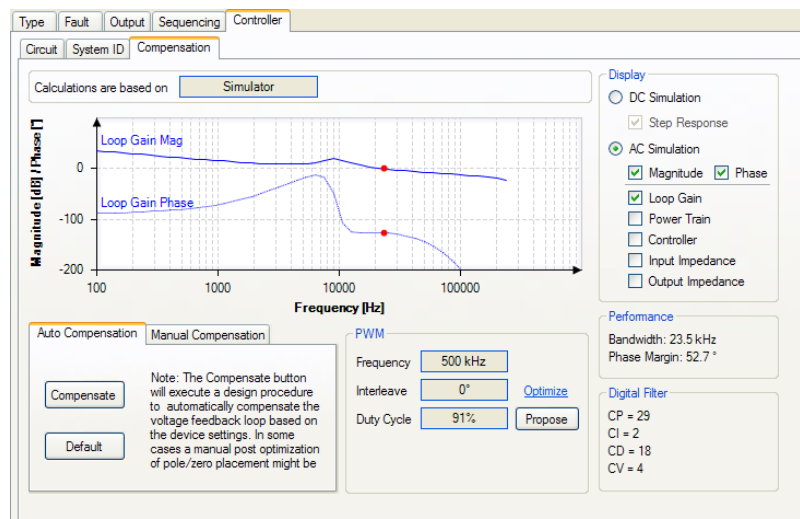 Type Fault Output Sequencing Controller
Circuit System ID Compensation
Calculations are based on Simulator
Magnitude [dB] / Phase [°]
Loop Gain Mag
Loop Gain Phase
0
-100
-200
100 1000 10000 100000
Frequency [Hz]
Display
DC Simulation
Step Response
AC Simulation
Magnitude Phase
Loop Gain
Power Train
Controller
Input Impedance
Output Impedance
Performance
Bandwidth: 23.5 kHz
Phase Margin: 52.7 °
Auto Compensation Manual Compensation
Compensate
Default
Note: The Compensate button
will execute a design procedure
to automatically compensate the
voltage feedback loop based on
the device settings. In some
cases a manual post optimization
of pole/zero placement might be
PWM
Frequency 500 kHz
Interleave 0° Optimize
Duty Cycle 91% Propose
Digital Filter
CP = 29
CI = 2
CD = 18
CV = 4